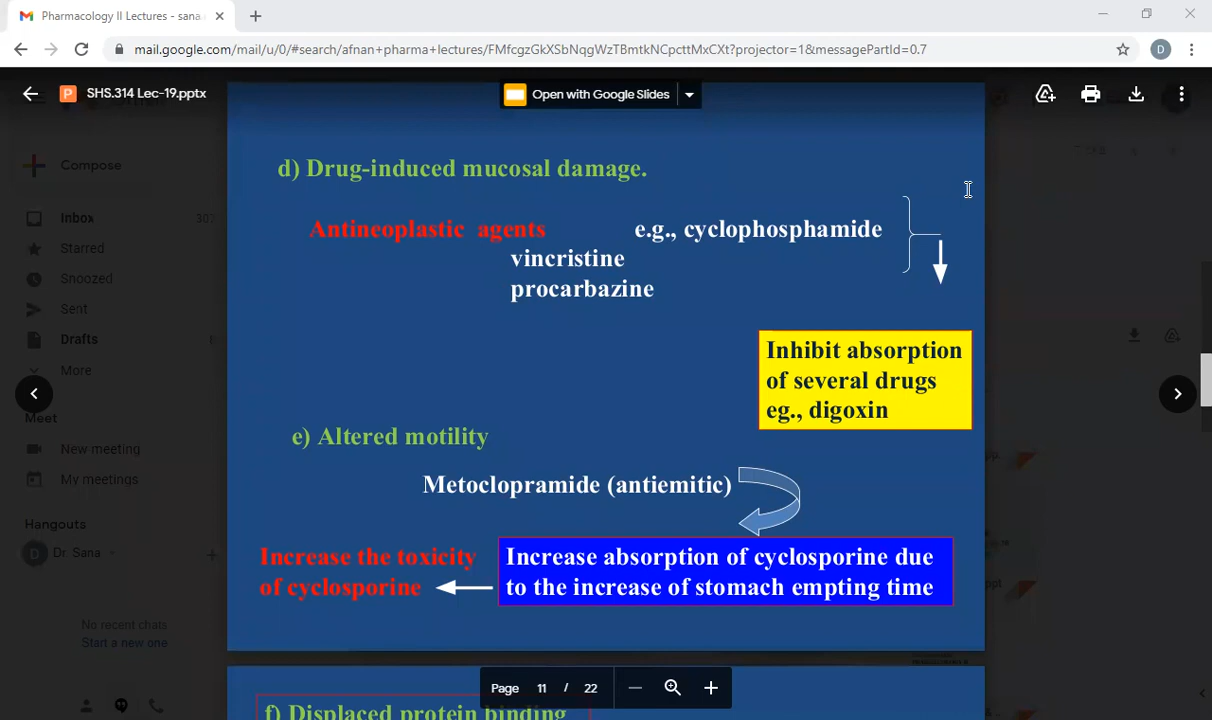 Pharmacology II Lectures - sana
mail.google.com/mail/u/0/#search/afnan+pharma+lectures/FMfcgzGkXSbNqgWzTBmtkNCpcttMxCXt?projector=1&messagePartId=0.7
D
P SHS.314 Lec-19.pptx
Open with Google Slides
Compose
Inbox 307
Starred
Snoozed
Sent
Drafts
More
Meet
New meeting
My meetings
Hangouts
D Dr. Sana
No recent chats
Start a new one
d) Drug-induced mucosal damage.
Antineoplastic agents e.g., cyclophosphamide
vincristine
procarbazine
Inhibit absorption
of several drugs
eg., digoxin
e) Altered motility
Metoclopramide (antiemitic)
Increase the toxicity
of cyclosporine
Increase absorption of cyclosporine due
to the increase of stomach empting time
Page 11 / 22
f) Displaced protein binding